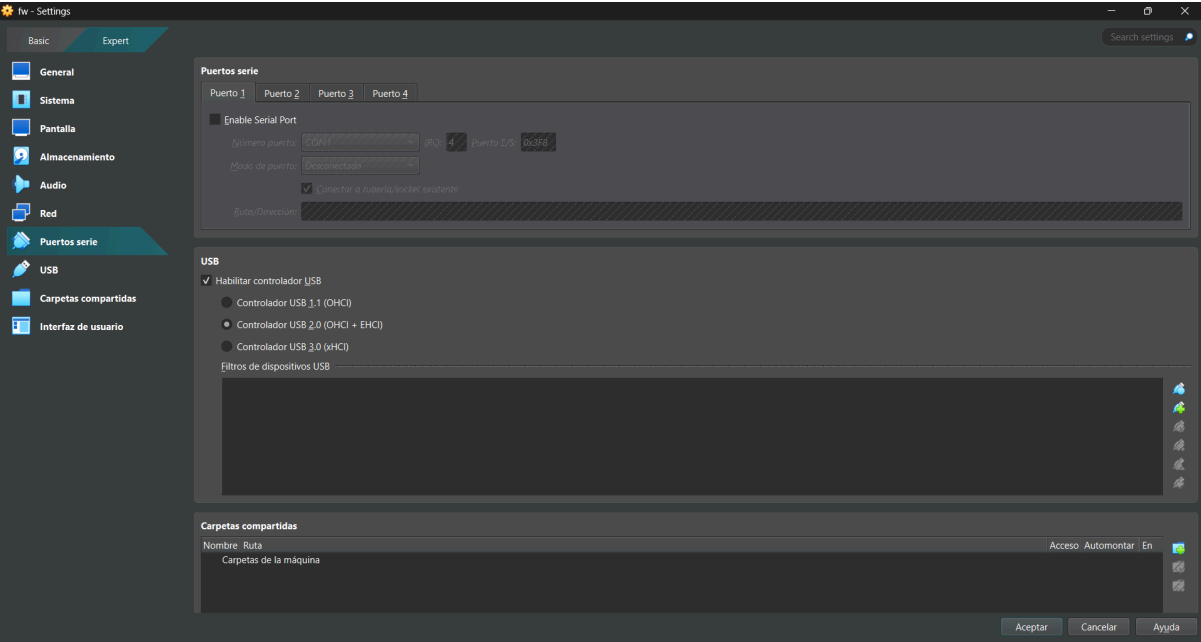 fw - Settings
Basic
Expert
Search settings
General
Sistema
Pantalla
Almacenamiento
Audio
Red
Puertos serie
USB
Carpetas compartidas
Interfaz de usuario
Puertos serie
Puerto 1 Puerto 2 Puerto 3 Puerto 4
Enable Serial Port
Número puerto: COM1 IRQ: 4 Puerto E/S: 0x3F8
Modo de puerto: Desconectado
Conectar a tubería/socket existente
Ruta/Dirección:
USB
Habilitar controlador USB
Controlador USB 1.1 (OHCI)
Controlador USB 2.0 (OHCI + EHCI)
Controlador USB 3.0 (xHCI)
Filtros de dispositivos USB
Carpetas compartidas
Nombre Ruta Acceso Automontar En
Carpetas de la máquina
Aceptar Cancelar Ayuda